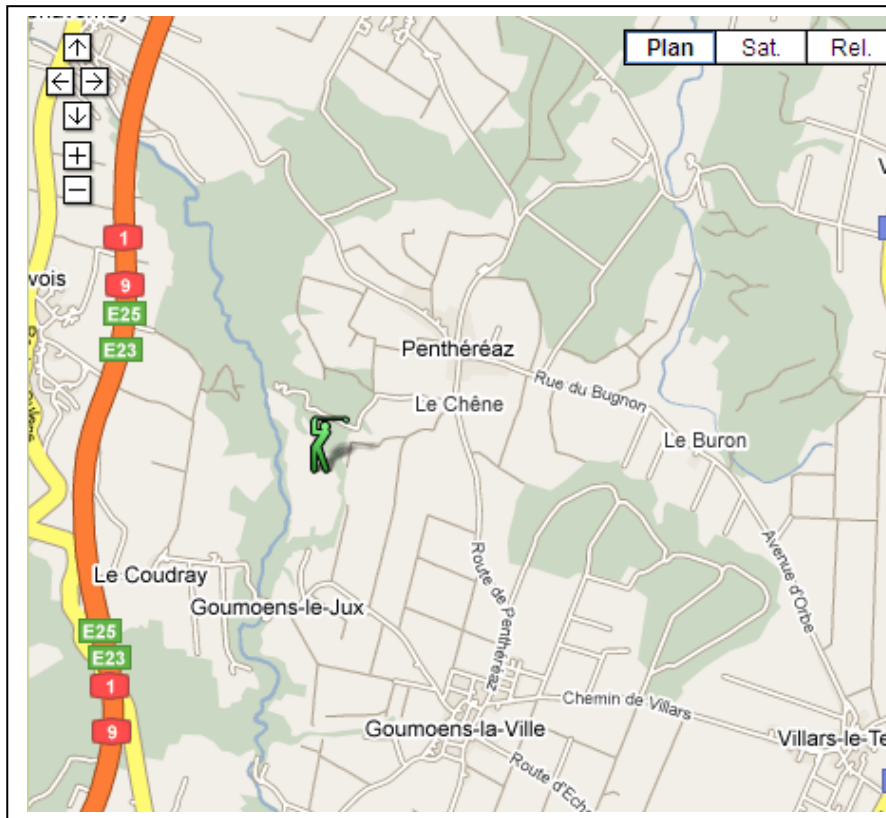 Plan Sat. Rel.
1
9
vois
E25
E23
Penthéréaz
Rue du Bugnon
Le Chêne
Le Buron
Le Coudray
Goumoens-le-Jux
Route de Penthéréaz
Avenue d'Orbe
E25
E23
1
9
Chemin de Villars
Goumoens-la-Ville
Villars-le-Te
Route d'Eche